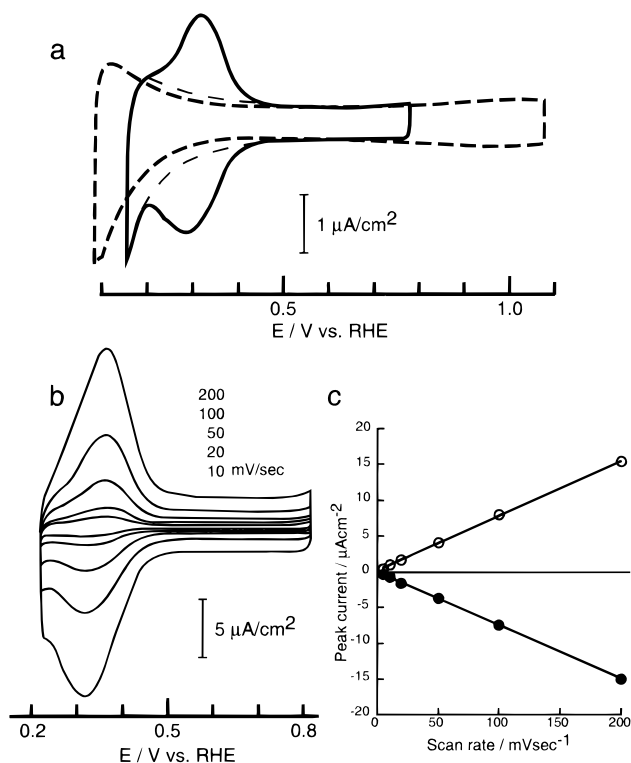 a
1 μA/cm2
0.5
1.0
E / V vs. RHE
b
200
100
50
20
10 mV/sec
5 μA/cm2
0.2
0.5
0.8
E / V vs. RHE
c
20
15
10
5
0
-5
-10
-15
-20
Peak current / μAcm-2
0
50
100
150
200
Scan rate / mVsec-1